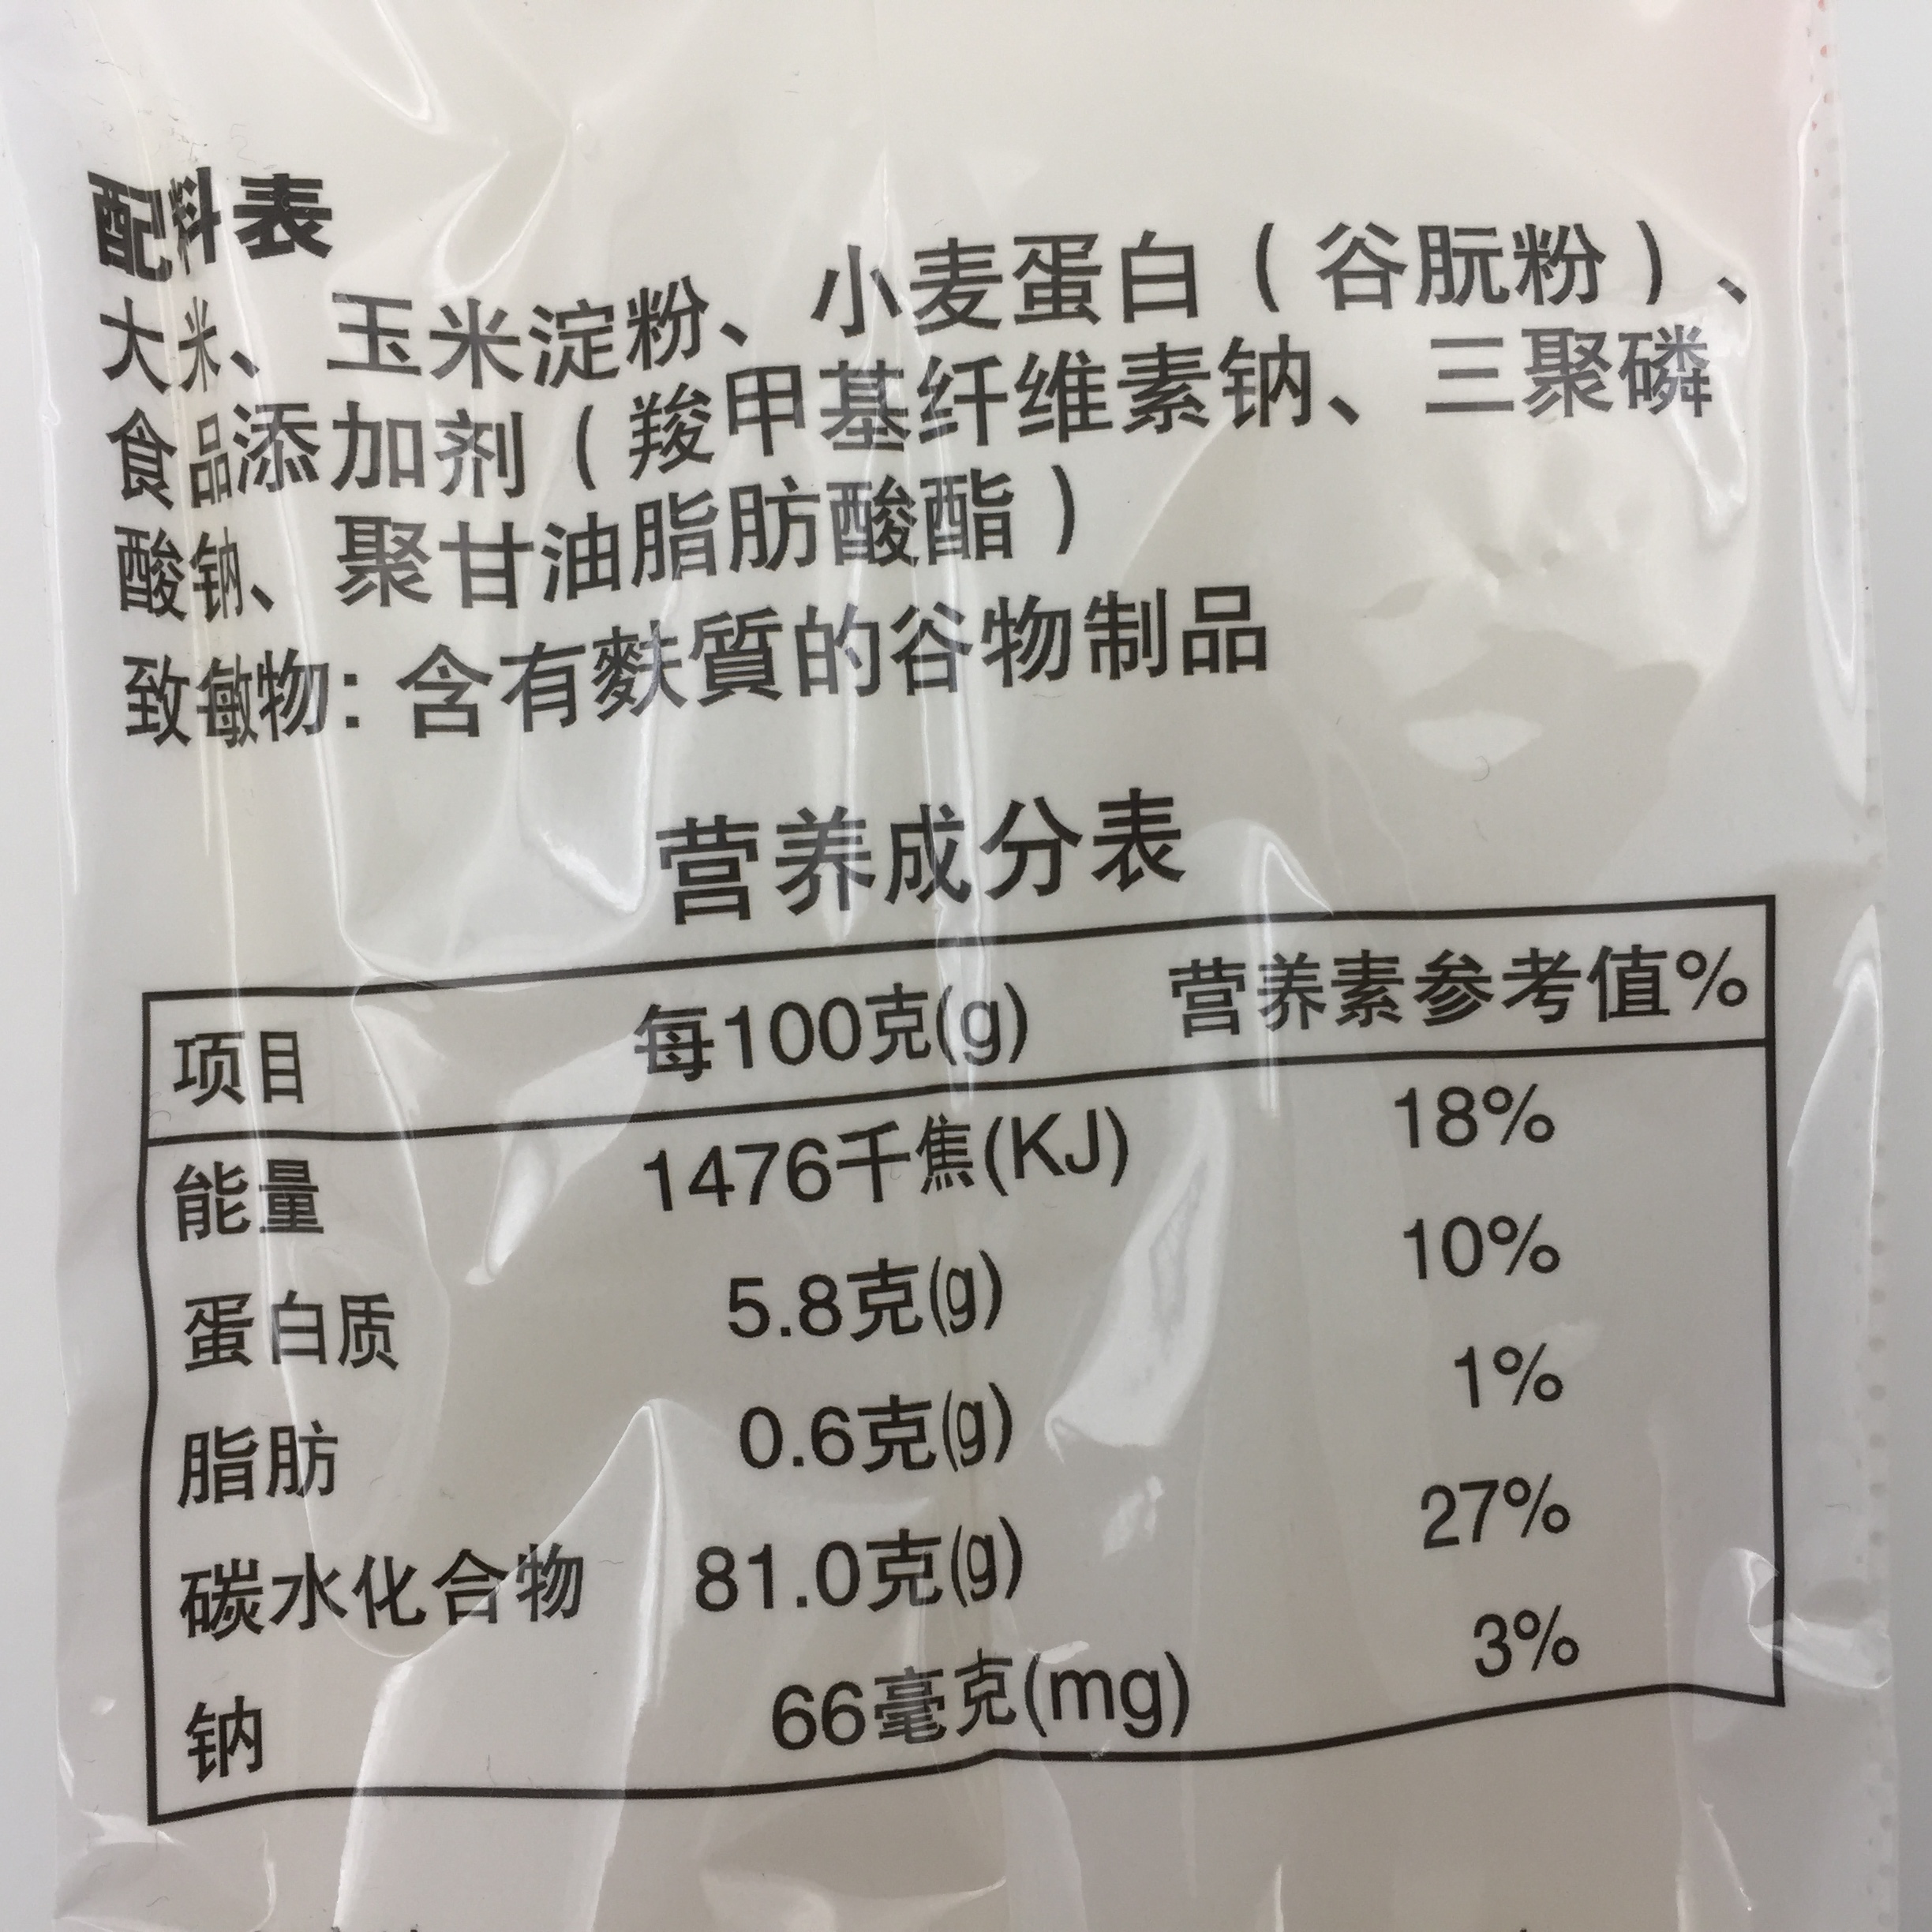 配料表
大米、玉米淀粉、小麦蛋白（谷朊粉）、
食品添加剂（羧甲基纤维素钠、三聚磷
酸钠、聚甘油脂肪酸酯）
致敏物：含有麩質的谷物制品
营养成分表
项目 每100克(g) 营养素参考值%
能量 1476千焦(KJ) 18%
蛋白质 5.8克(g) 10%
脂肪 0.6克(g) 1%
碳水化合物 81.0克(g) 27%
钠 66毫克(mg) 3%